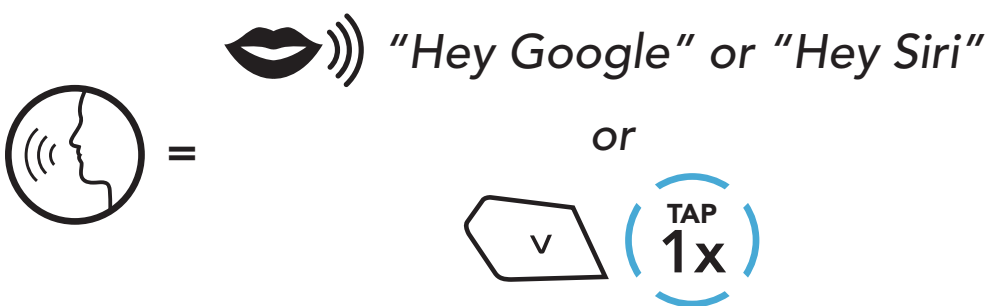 “Hey Google” or “Hey Siri”
=
or
V
TAP
1x